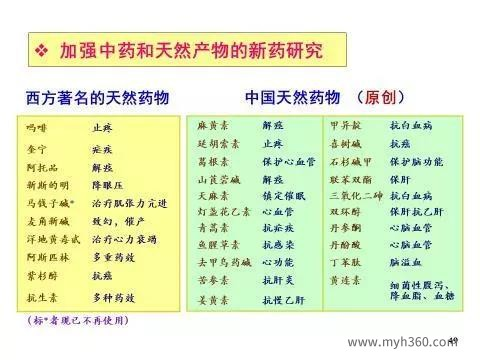 ❖ 加强中药和天然产物的新药研究
西方著名的天然药物
中国天然药物 （原创）
吗啡 止疼
奎宁 疟疾
阿托品 解痉
新斯的明 降眼压
马钱子碱* 治疗肌张力亢进
麦角新碱 致幻，催产
洋地黄毒甙 治疗心力衰竭
阿斯匹林 多重药效
紫杉醇 抗癌
抗生素 多种药效
麻黄素 解痉
延胡索素 止疼
葛根素 保护心血管
山莨菪碱 解痉
天麻素 镇定催眠
灯盏花乙素 心血管
青蒿素 抗疟疾
鱼腥草素 抗感染
去甲乌药碱 心功能
苦参素 抗肝炎
姜黄素 抗慢乙肝
甲异靛 抗白血病
喜树碱 抗癌
石杉碱甲 保护脑功能
联苯双酯 保肝
三氧化二砷 抗白血病
双环醇 保肝抗乙肝
丹参酮 心脑血管
丹酚酸 心脑血管
丁苯酞 脑溢血
黄连素 细菌性腹泻、
降血脂、血糖
（标*者现已不再使用）
www.myh360.com
49